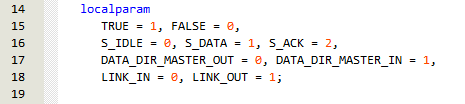 14 localparam
15 TRUE = 1, FALSE = 0,
16 S_IDLE = 0, S_DATA = 1, S_ACK = 2,
17 DATA_DIR_MASTER_OUT = 0, DATA_DIR_MASTER_IN = 1,
18 LINK_IN = 0, LINK_OUT = 1;
19